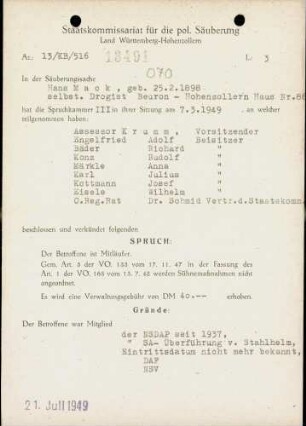 Staatskommissariat für die pol. Säuberung
Land Württemberg-Hohenzollern
Az: 13/KB/516
18491
3
070
In der Säuberungssache
Hans Mack, geb. 25.2.1898
selbst. Drogist Beuron - Hohenzollern Haus Nr.86
hat die Spruchkammer III in ihrer Sitzung am 7.3.1949 an welcher
teilgenommen haben:
Assessor Krumm, Vorsitzender
Engelfried Adolf Beisitzer
Bäder Richard "
Konz Rudolf "
Märkle Anna "
Karl Julius "
Kottmann Josef "
Eisele Wilhelm "
O.Reg.Rat Dr. Schmid Vertr.d.Staatskomm.
beschlossen und verkündet folgenden
SPRUCH:
Der Betroffene ist Mitläufer.
Gem. Art. 3 der VO. 133 vom 17. 11. 47 in der Fassung des
Art. 1 der VO. 165 vom 13. 7. 48 werden Sühnemaßnahmen nicht
angeordnet.
Es wird eine Verwaltungsgebühr von DM 40.-- erhoben.
Gründe:
Der Betroffene war Mitglied
der NSDAP seit 1937,
" SA- Überführung v. Stahlhelm,
Eintrittsdatum nicht mehr bekannt,
DAF
NSV
21. Juli 1949